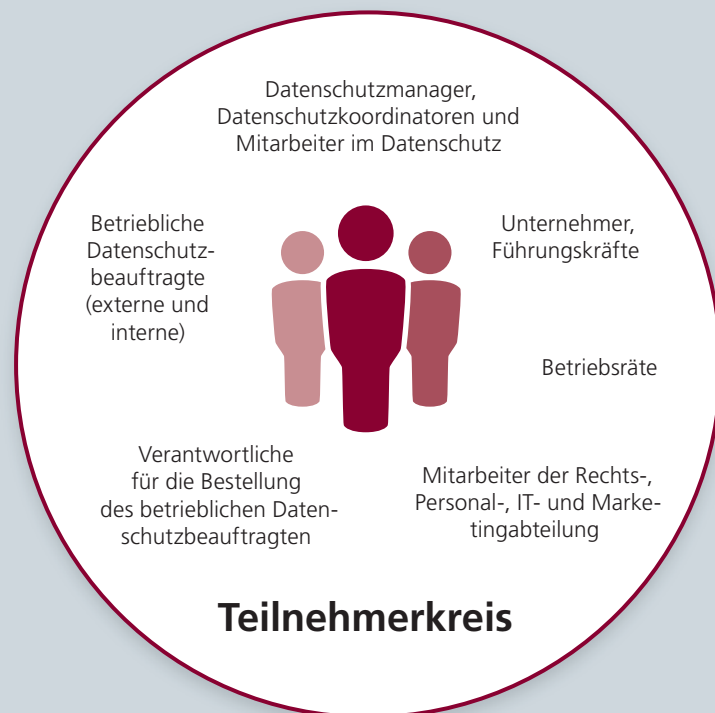 Datenschutzmanager,
Datenschutzkoordinatoren und
Mitarbeiter im Datenschutz
Betriebliche
Datenschutz-
beauftragte
(externe und
interne)
Unternehmer,
Führungskräfte
Betriebsräte
Verantwortliche
für die Bestellung
des betrieblichen Daten-
schutzbeauftragten
Mitarbeiter der Rechts-,
Personal-, IT- und Marke-
tingabteilung
Teilnehmerkreis